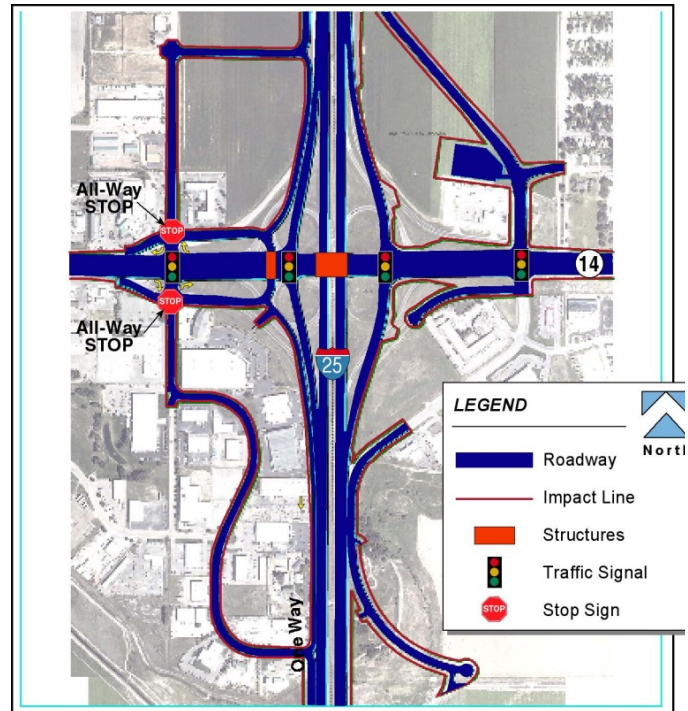 All-Way
STOP
STOP
14
STOP
All-Way
STOP
25
LEGEND
North
Roadway
Impact Line
Structures
Traffic Signal
STOP
Stop Sign
One Way